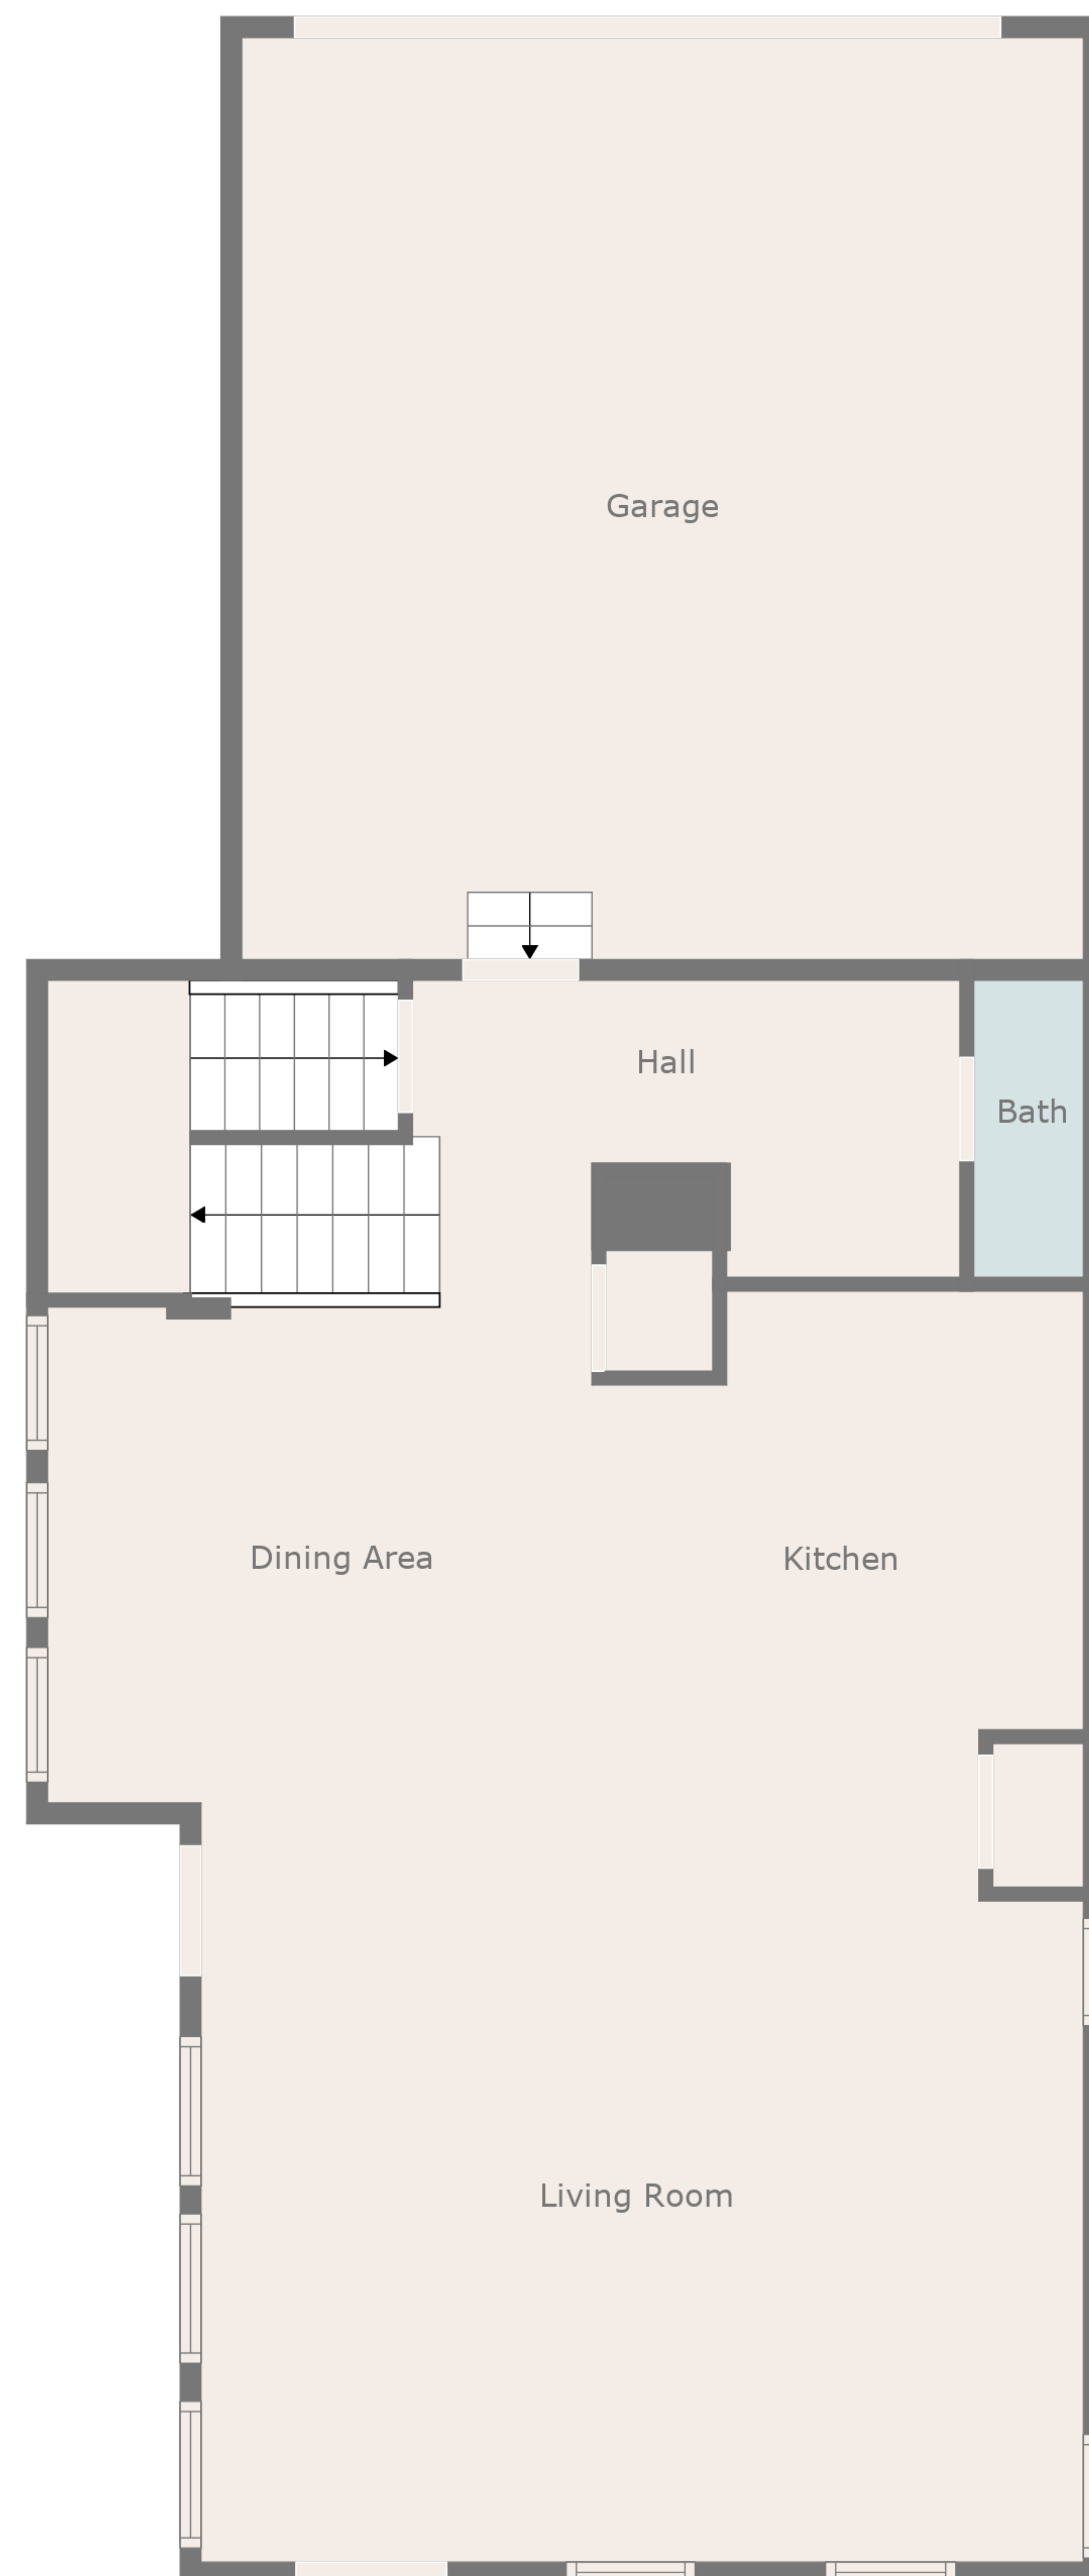 Garage
Hall
Bath
Dining Area
Kitchen
Living Room